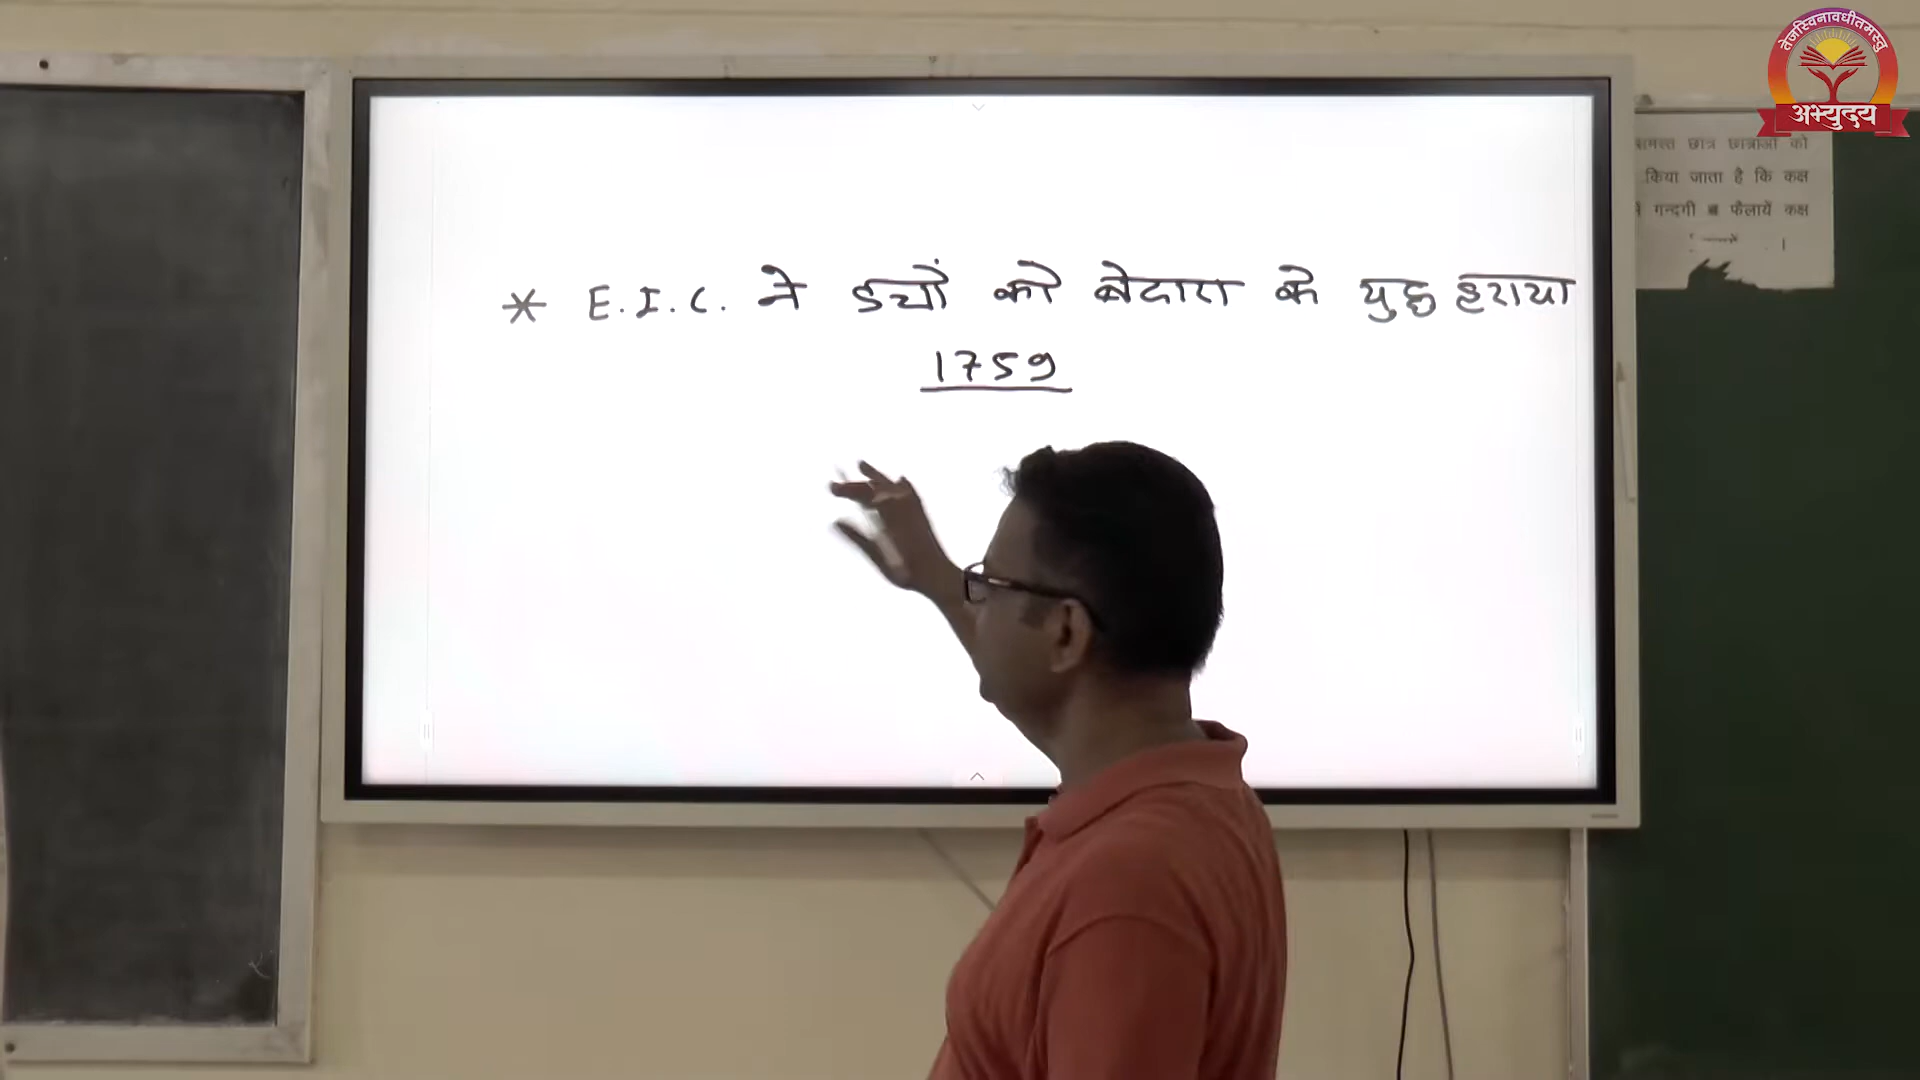 तेजस्विनावधीतमस्तु
अभ्युदय
समस्त छात्र छात्राओं को
किया जाता है कि कक्ष
गन्दगी न फैलायें कक्ष
* E.I.C. ने डचों को बेदारा के युद्ध हराया
1759